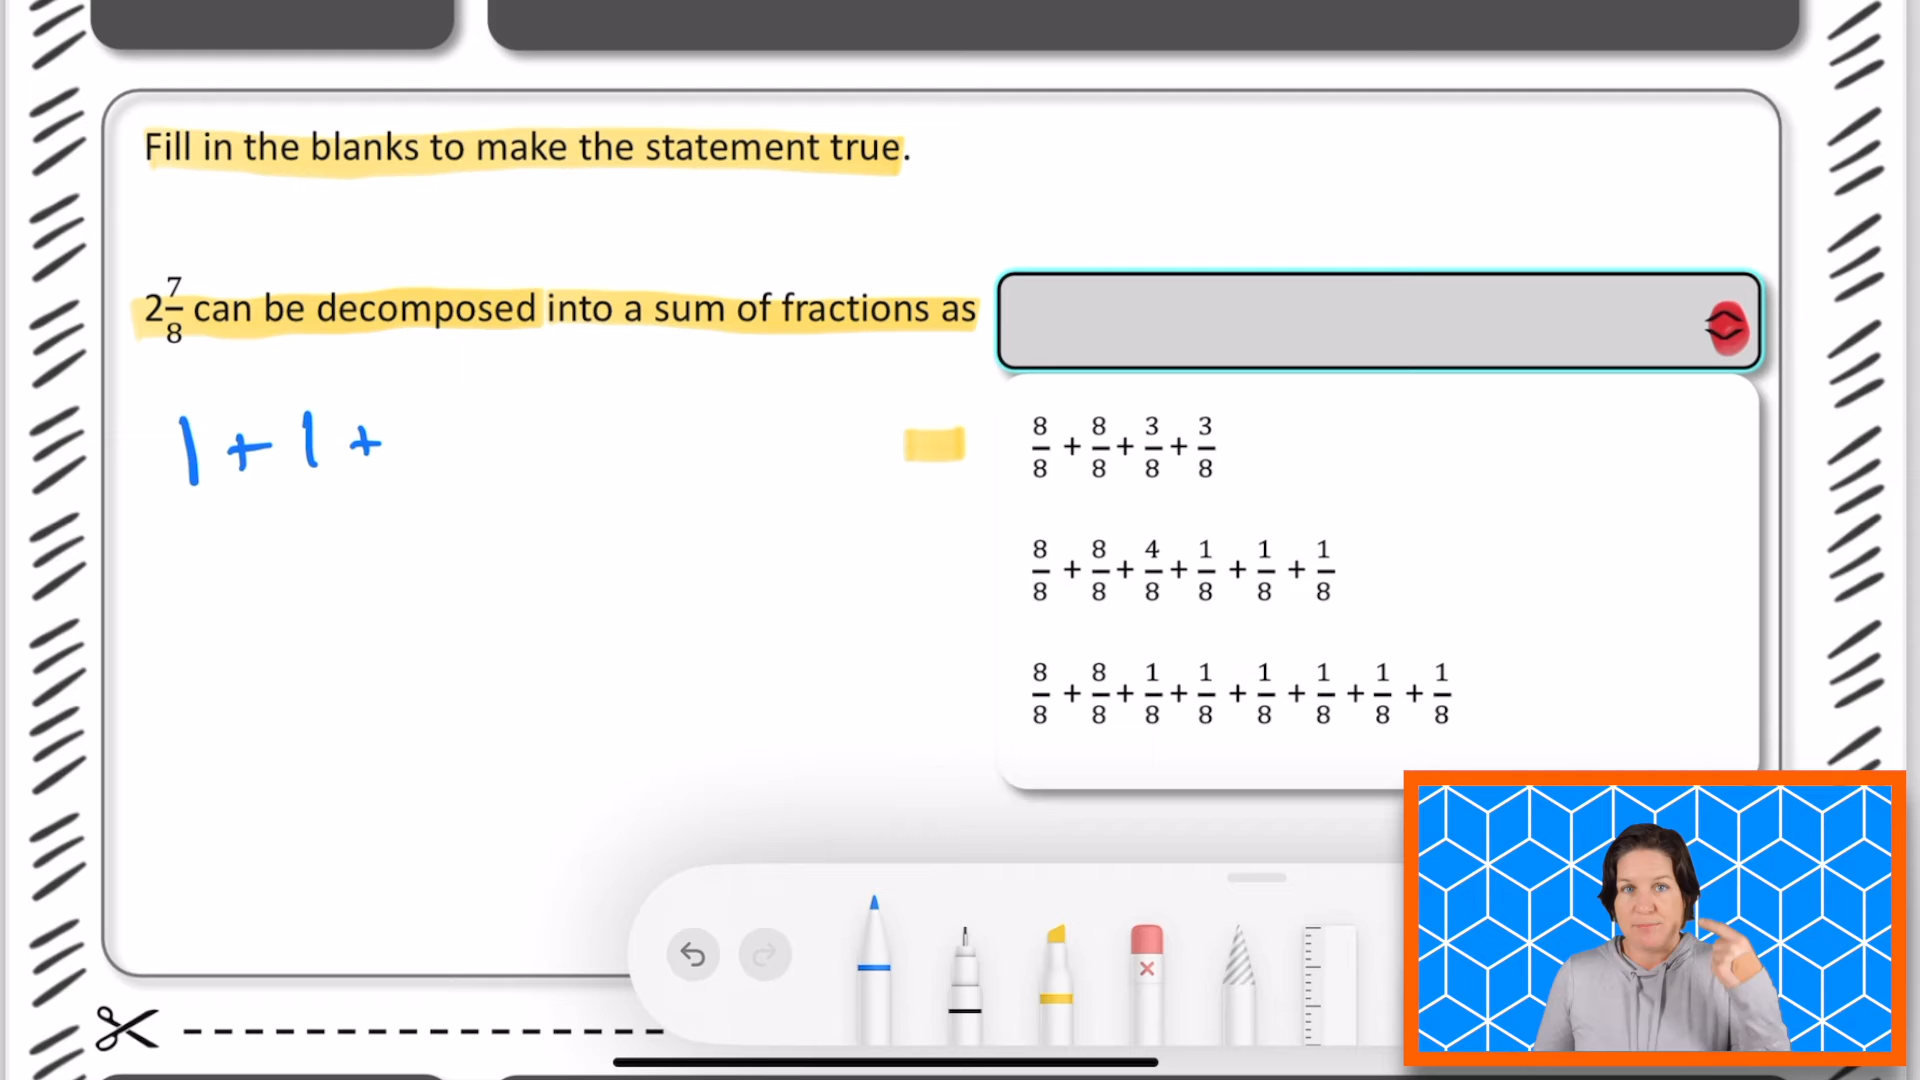 Fill in the blanks to make the statement true.
2 7/8 can be decomposed into a sum of fractions as
1 + 1 +
8/8 + 8/8 + 3/8 + 3/8
8/8 + 8/8 + 4/8 + 1/8 + 1/8 + 1/8
8/8 + 8/8 + 1/8 + 1/8 + 1/8 + 1/8 + 1/8 + 1/8